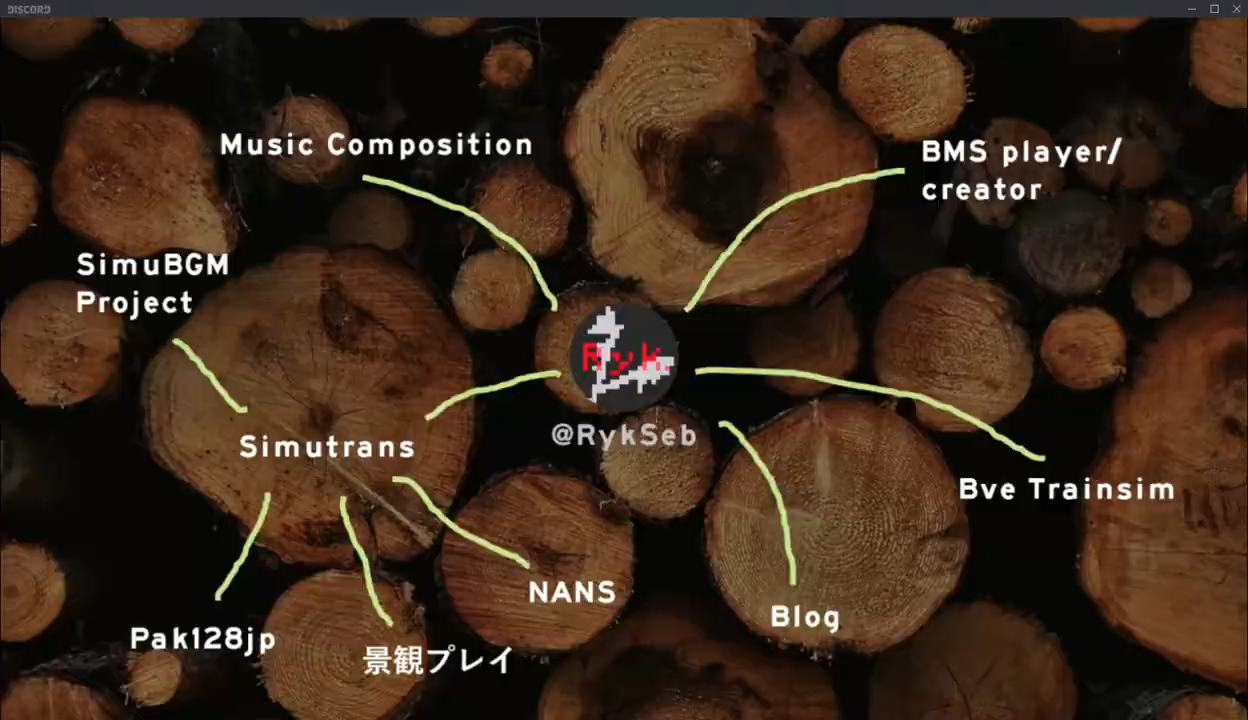 DISCORD
Music Composition
BMS player/
creator
SimuBGM
Project
Ryk.
@RykSeb
Simutrans
Bve Trainsim
NANS
Blog
Pak128jp
景観プレイ